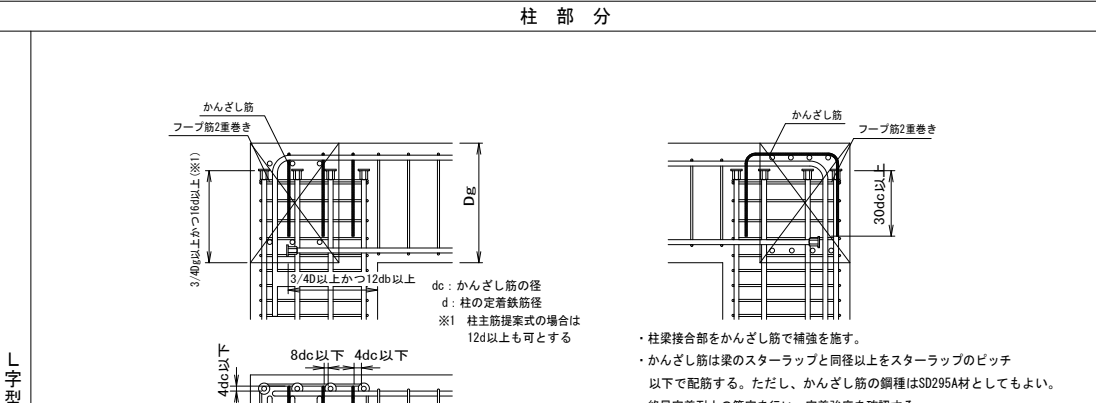 柱 部 分
L字型
かんざし筋
フープ筋2重巻き
3/4Dg以上かつ16d以上(※1)
Dg
3/4D以上かつ12db以上
dc：かんざし筋の径
d：柱の定着鉄筋径
※1 柱主筋提案式の場合は
12d以上も可とする
8dc以下 4dc以下
4dc以下
かんざし筋
フープ筋2重巻き
30dc以上
・柱梁接合部をかんざし筋で補強を施す。
・かんざし筋は梁のスターラップと同径以上をスターラップのピッチ
以下で配筋する。ただし、かんざし筋の鋼種はSD295A材としてもよい。